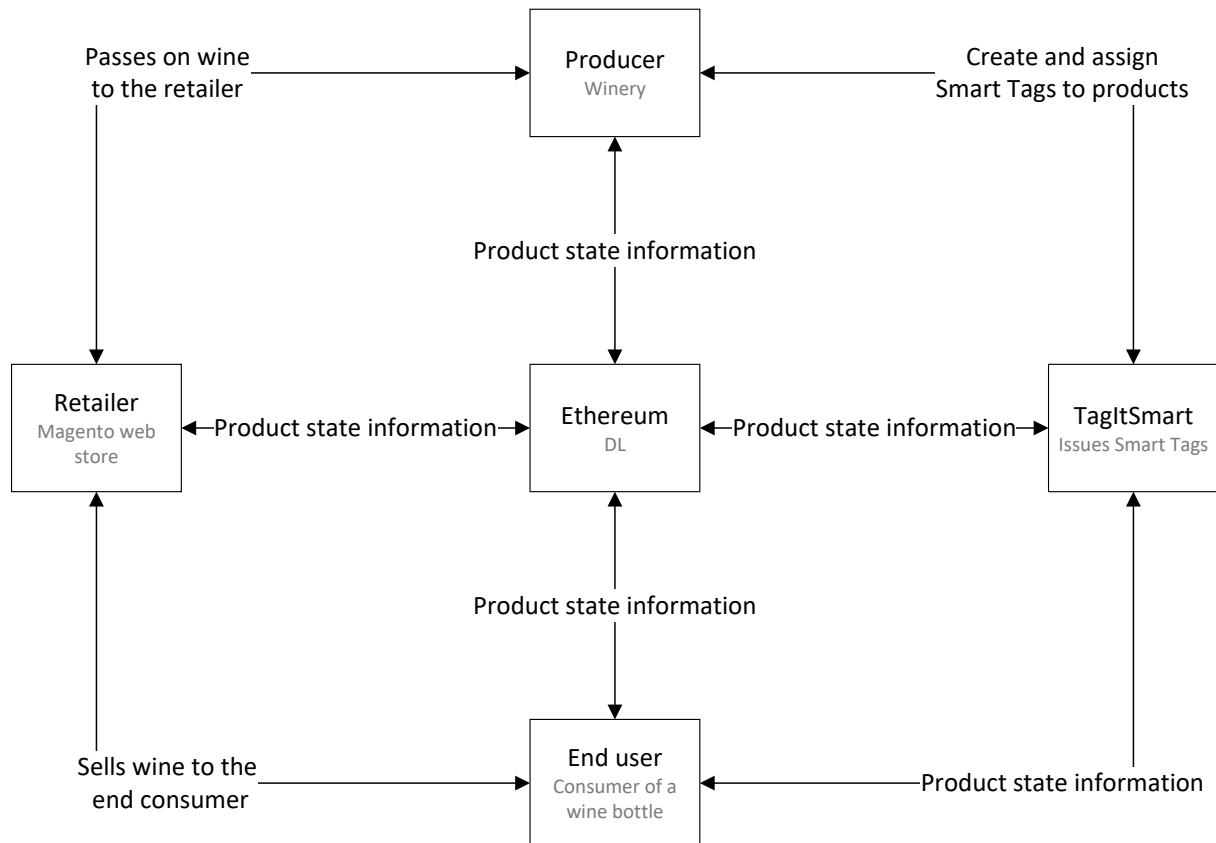 Passes on wine
to the retailer
Producer
Winery
Create and assign
Smart Tags to products
Product state information
Retailer
Magento web
store
Product state information
Ethereum
DL
Product state information
TagItSmart
Issues Smart Tags
Product state information
Sells wine to the
end consumer
End user
Consumer of a
wine bottle
Product state information